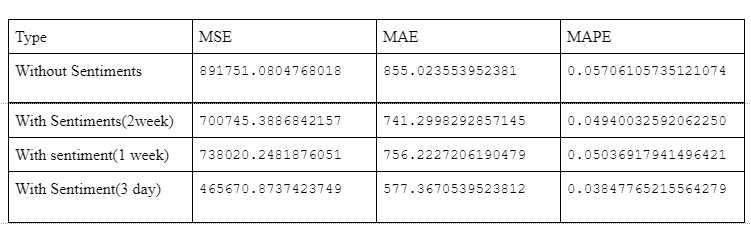 Type MSE MAE MAPE
Without Sentiments 891751.0804768018 855.023553952381 0.05706105735121074
With Sentiments(2week) 700745.3886842157 741.2998292857145 0.04940032592062250
With sentiment(1 week) 738020.2481876051 756.2227206190479 0.05036917941496421
With Sentiment(3 day) 465670.8737423749 577.3670539523812 0.03847765215564279